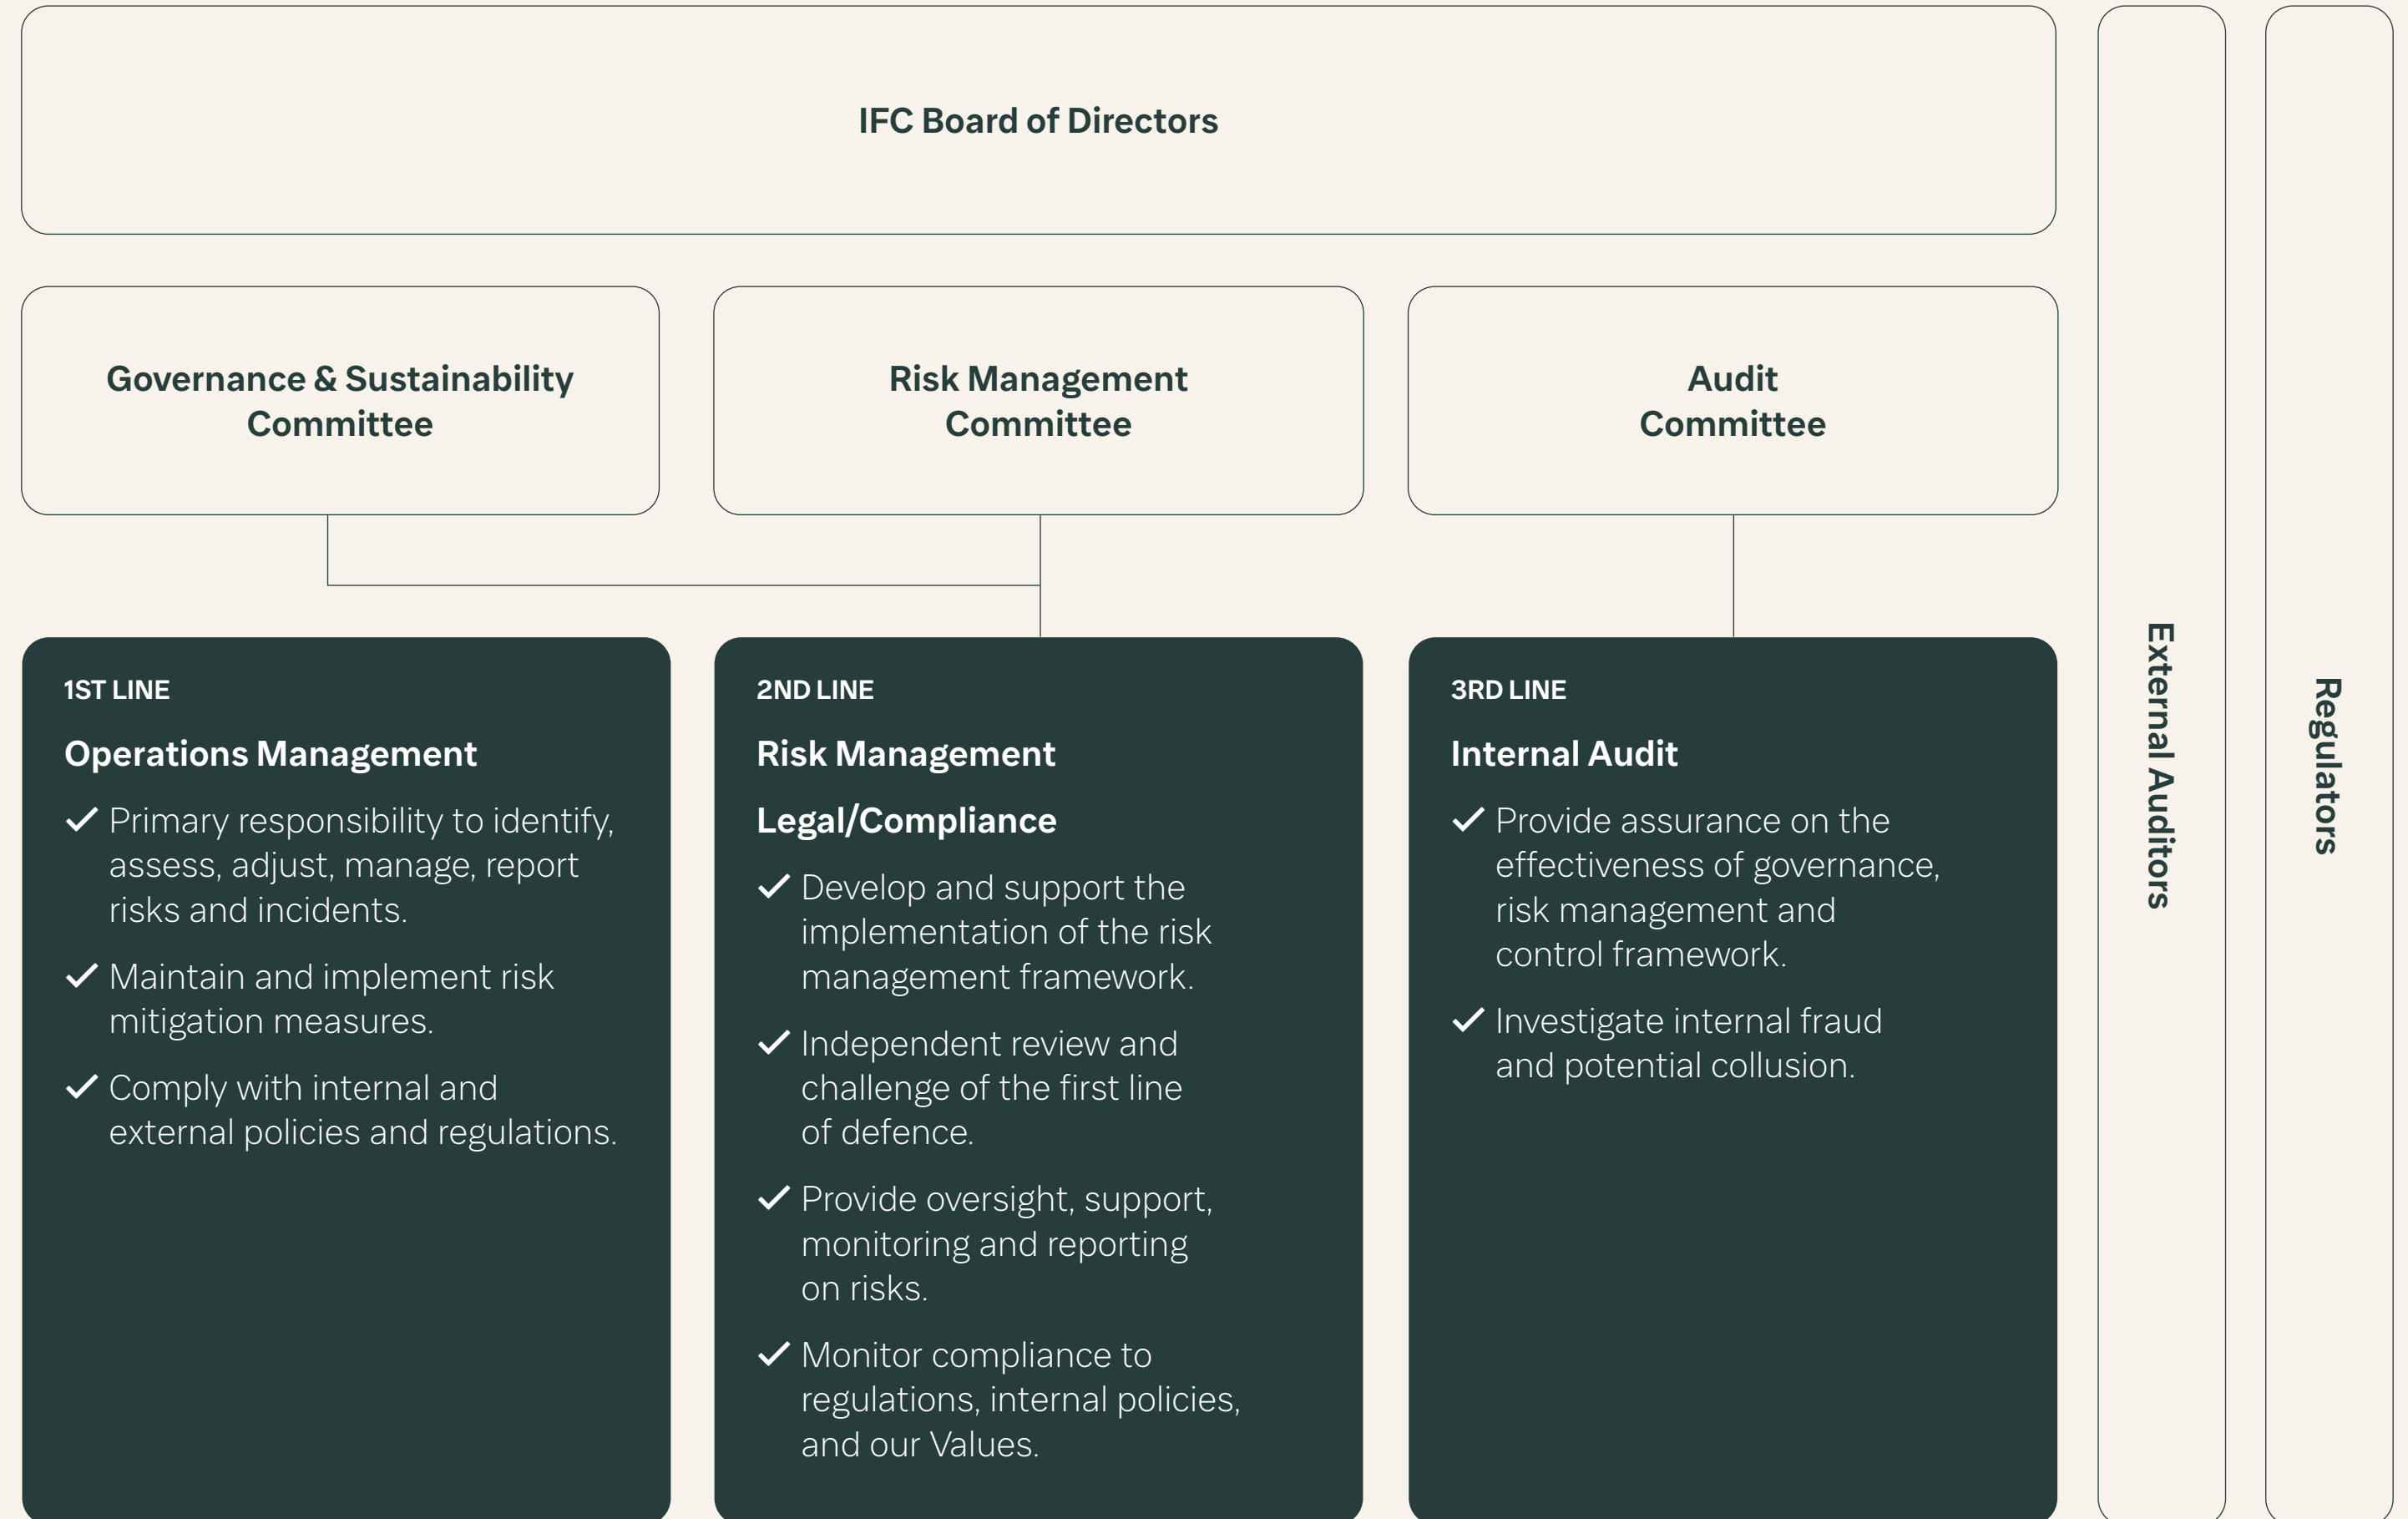 IFC Board of Directors
Governance & Sustainability
Committee
Risk Management
Committee
Audit
Committee
1ST LINE
Operations Management
Primary responsibility to identify,
assess, adjust, manage, report
risks and incidents.
Maintain and implement risk
mitigation measures.
Comply with internal and
external policies and regulations.
2ND LINE
Risk Management
Legal/Compliance
Develop and support the
implementation of the risk
management framework.
Independent review and
challenge of the first line
of defence.
Provide oversight, support,
monitoring and reporting
on risks.
Monitor compliance to
regulations, internal policies,
and our Values.
3RD LINE
Internal Audit
Provide assurance on the
effectiveness of governance,
risk management and
control framework.
Investigate internal fraud
and potential collusion.
External Auditors
Regulators